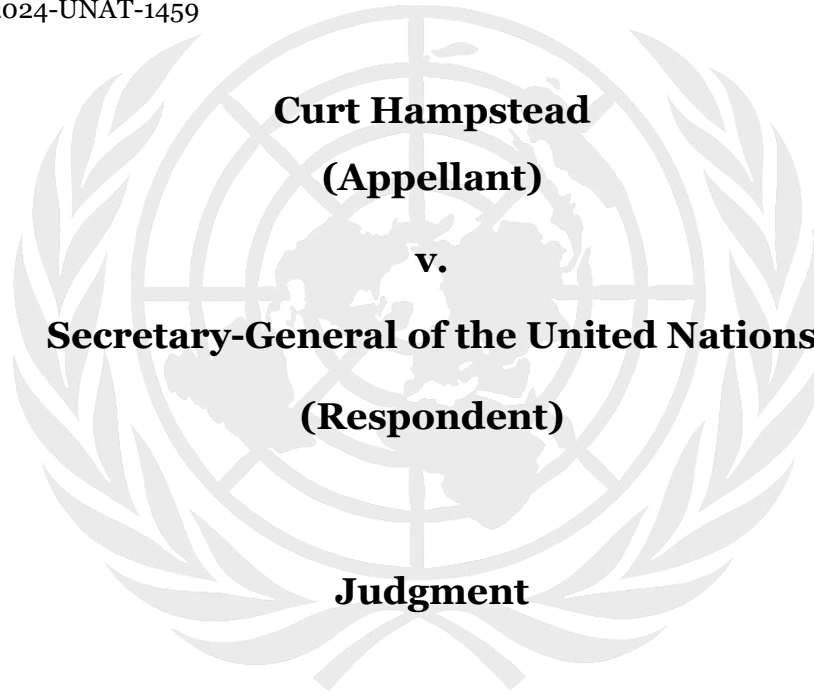 2024-UNAT-1459
Curt Hampstead
(Appellant)
v.
Secretary-General of the United Nations
(Respondent)
Judgment